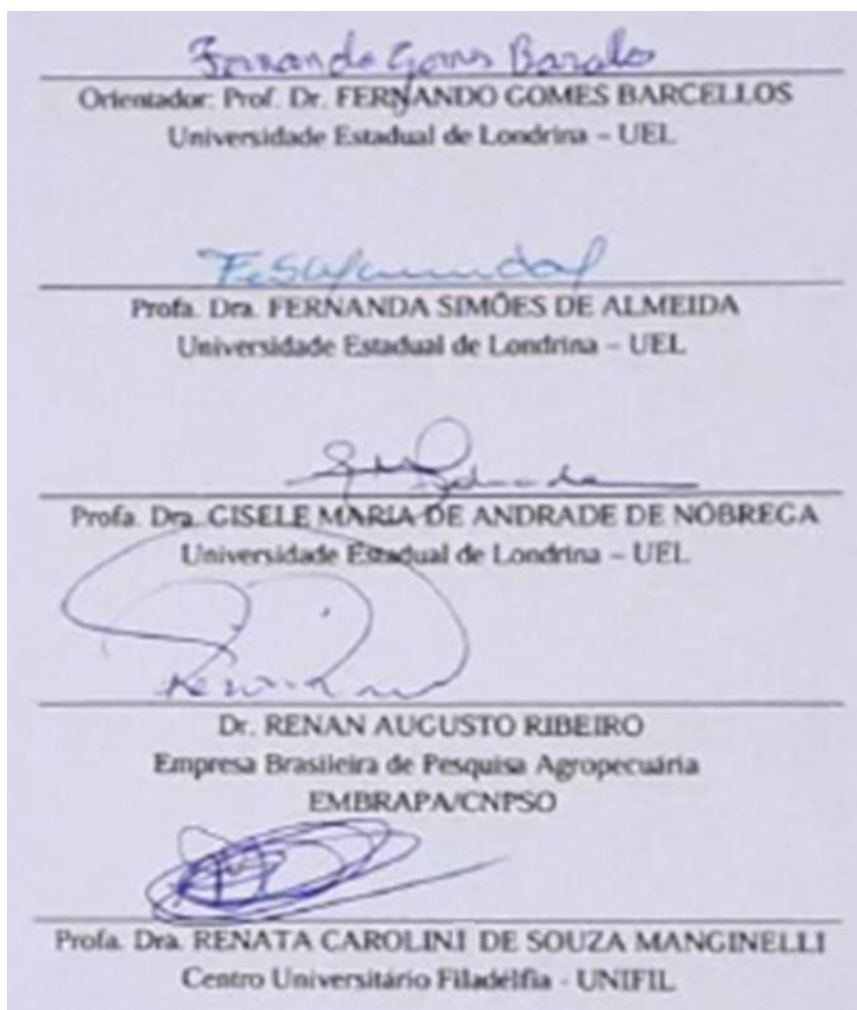 Fernando Gomes Barcellos
Orientador: Prof. Dr. FERNANDO GOMES BARCELLOS
Universidade Estadual de Londrina – UEL
Profa. Dra. FERNANDA SIMÕES DE ALMEIDA
Universidade Estadual de Londrina – UEL
Profa. Dra. GISELE MARIA DE ANDRADE DE NÓBREGA
Universidade Estadual de Londrina – UEL
Dr. RENAN AUGUSTO RIBEIRO
Empresa Brasileira de Pesquisa Agropecuária
EMBRAPA/CNPSO
Profa. Dra. RENATA CAROLINI DE SOUZA MANGINELLI
Centro Universitário Filadélfia - UNIFIL